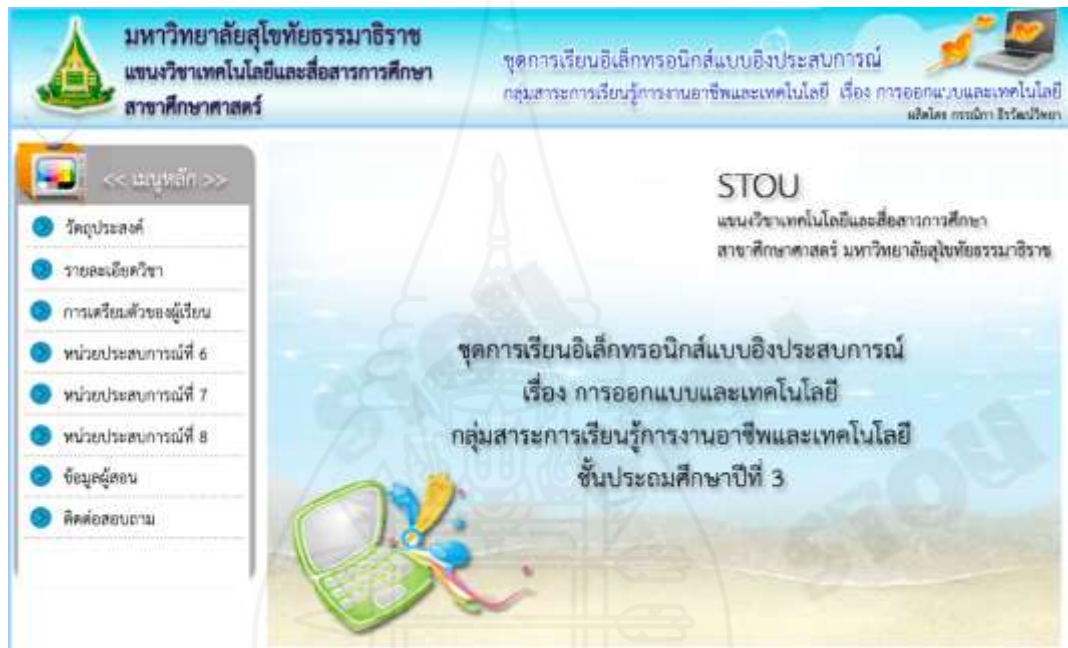 มหาวิทยาลัยสุโขทัยธรรมาธิราช
แขนงวิชาเทคโนโลยีและสื่อสารการศึกษา
สาขาศึกษาศาสตร์
ชุดการเรียนอิเล็กทรอนิกส์แบบอิงประสบการณ์
กลุ่มสาระการเรียนรู้การงานอาชีพและเทคโนโลยี เรื่อง การออกแบบและเทคโนโลยี
ผลิตโดย กรรณิกา
<< เมนูหลัก >>
วัตถุประสงค์
รายละเอียดวิชา
การเตรียมตัวของผู้เรียน
หน่วยประสบการณ์ที่ 6
หน่วยประสบการณ์ที่ 7
หน่วยประสบการณ์ที่ 8
ข้อมูลผู้สอน
ติดต่อสอบถาม
STOU
แขนงวิชาเทคโนโลยีและสื่อสารการศึกษา
สาขาศึกษาศาสตร์ มหาวิทยาลัยสุโขทัยธรรมาธิราช
ชุดการเรียนอิเล็กทรอนิกส์แบบอิงประสบการณ์
เรื่อง การออกแบบและเทคโนโลยี
กลุ่มสาระการเรียนรู้การงานอาชีพและเทคโนโลยี
ชั้นประถมศึกษาปีที่ 3